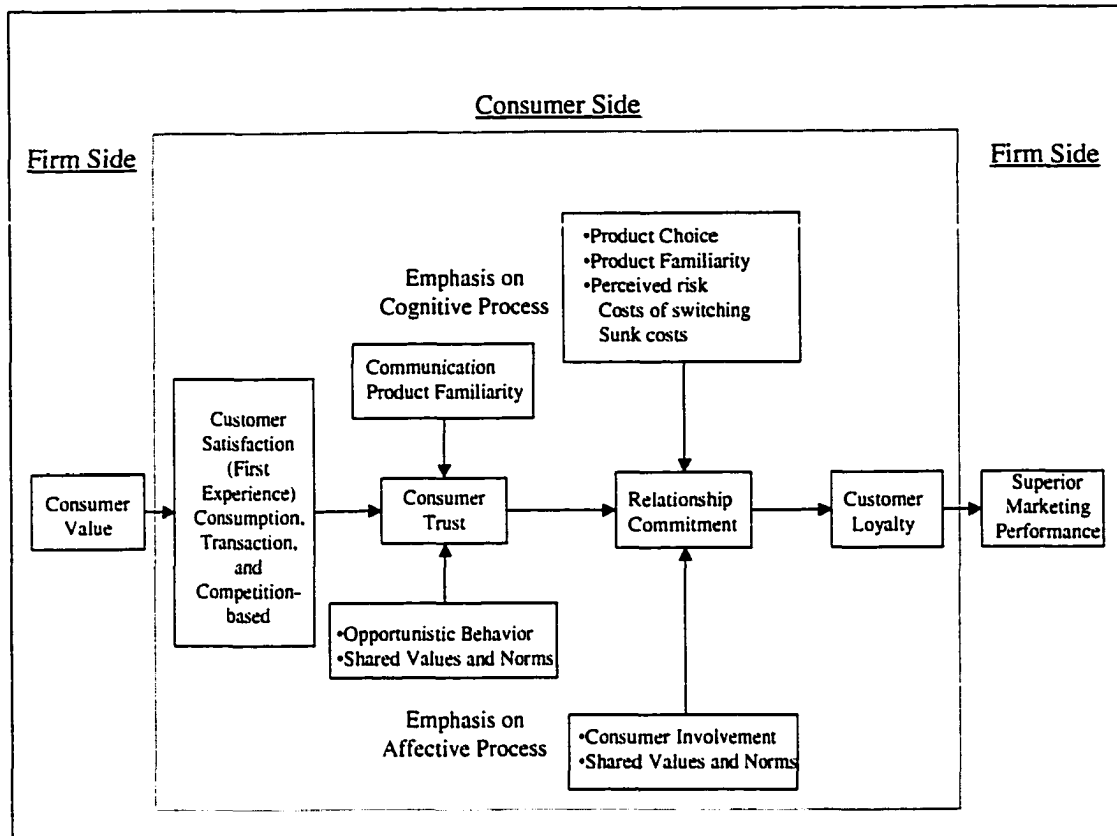 Consumer Side
Firm Side
Firm Side
•Product Choice
•Product Familiarity
•Perceived risk
Costs of switching
Sunk costs
Emphasis on
Cognitive Process
Communication
Product Familiarity
Customer
Satisfaction
(First
Experience)
Consumption,
Transaction,
and
Competition-
based
Consumer
Value
Consumer
Trust
Relationship
Commitment
Customer
Loyalty
Superior
Marketing
Performance
•Opportunistic Behavior
•Shared Values and Norms
Emphasis on
Affective Process
•Consumer Involvement
•Shared Values and Norms